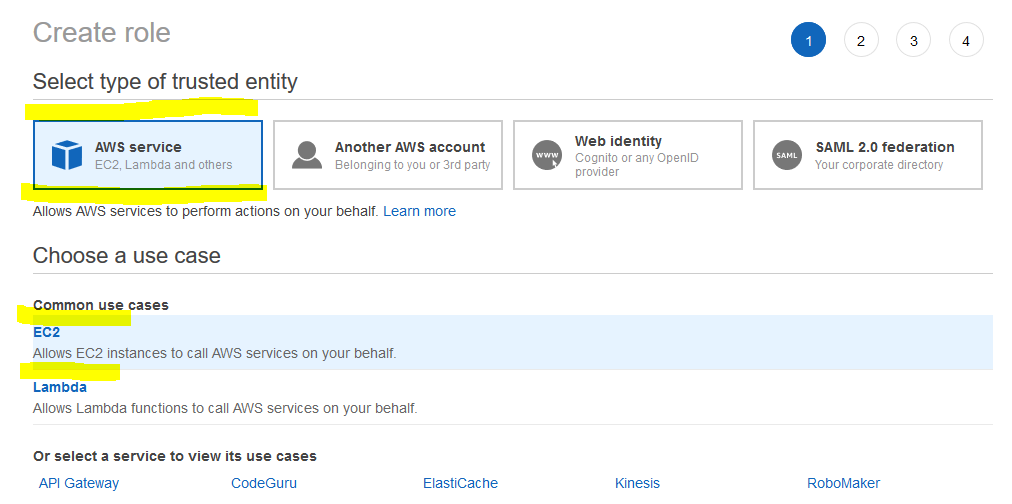 Create role
1 2 3 4
Select type of trusted entity
AWS service
EC2, Lambda and others
Another AWS account
Belonging to you or 3rd party
WWW
Web identity
Cognito or any OpenID
provider
SAML
SAML 2.0 federation
Your corporate directory
Allows AWS services to perform actions on your behalf. Learn more
Choose a use case
Common use cases
EC2
Allows EC2 instances to call AWS services on your behalf.
Lambda
Allows Lambda functions to call AWS services on your behalf.
Or select a service to view its use cases
API Gateway CodeGuru ElastiCache Kinesis RoboMaker